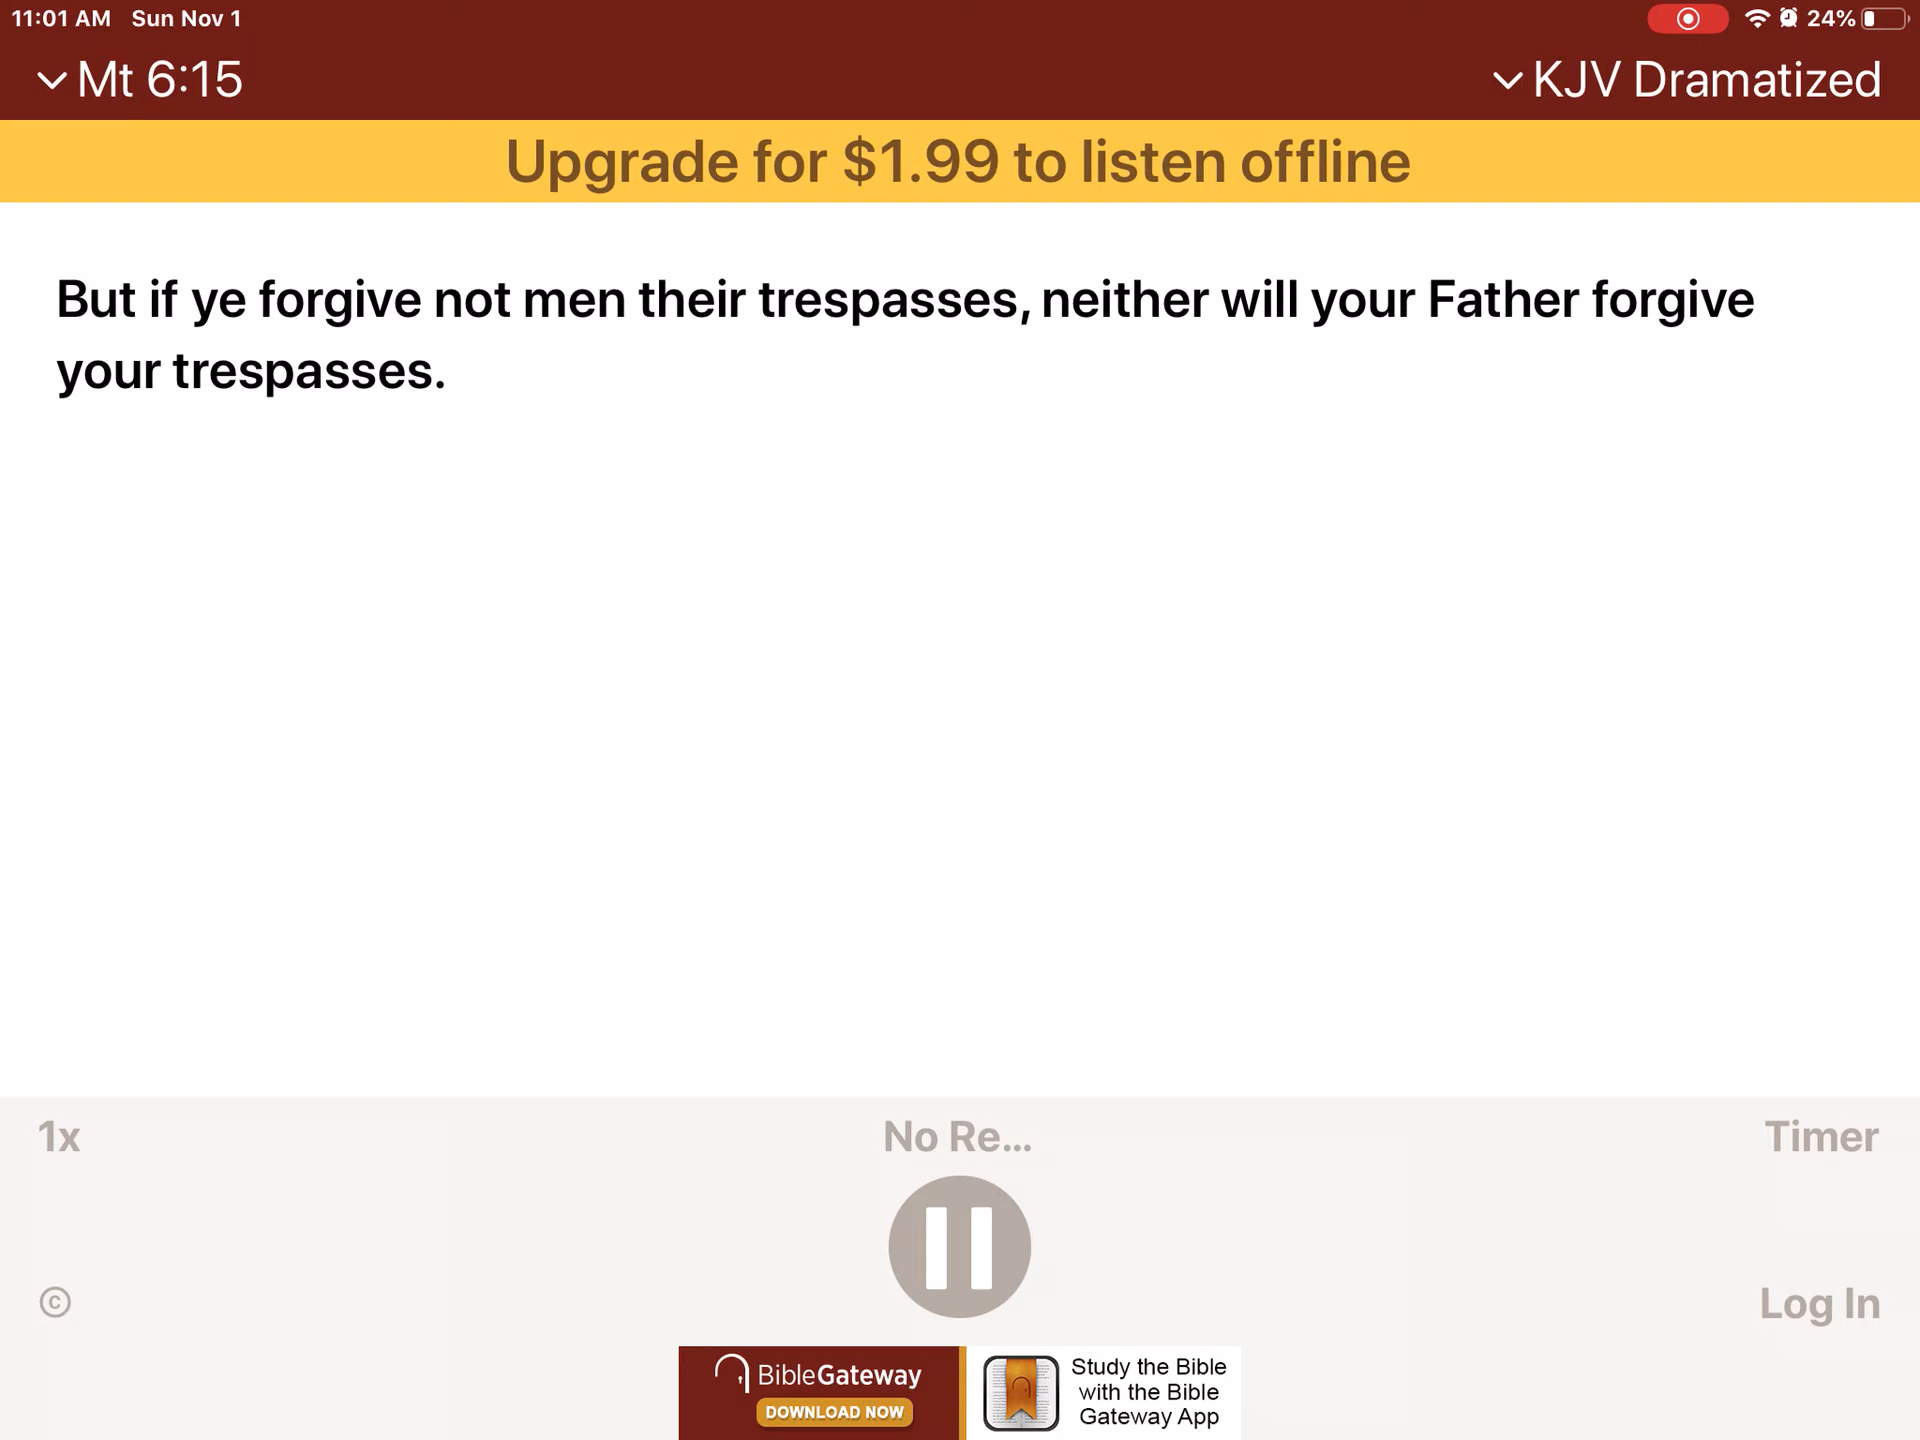 11:01 AM Sun Nov 1 24%
Mt 6:15 KJV Dramatized
Upgrade for $1.99 to listen offline
But if ye forgive not men their trespasses, neither will your Father forgive
your trespasses.
1x No Re... Timer
© Log In
BibleGateway
DOWNLOAD NOW
Study the Bible
with the Bible
Gateway App